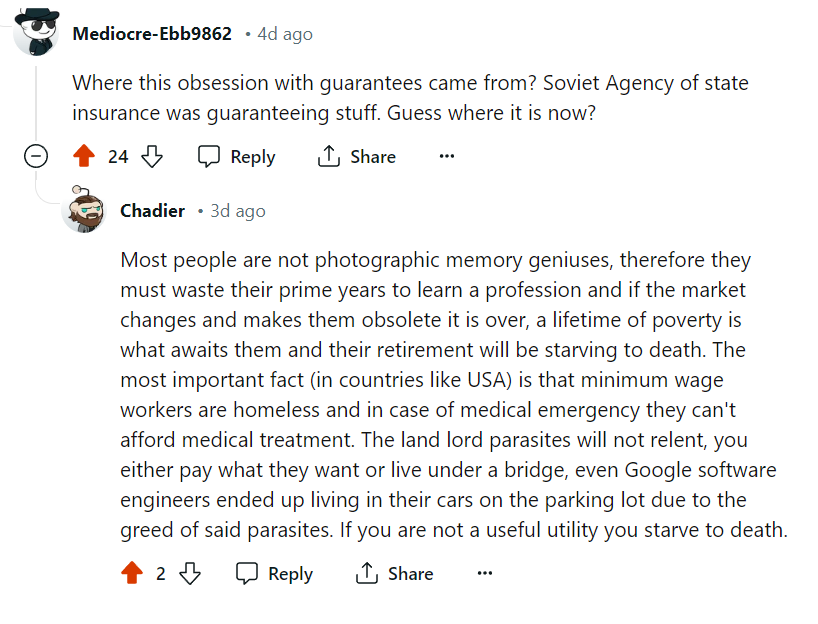 Mediocre-Ebb9862 • 4d ago
Where this obsession with guarantees came from? Soviet Agency of state
insurance was guaranteeing stuff. Guess where it is now?
24 Reply Share ...
Chadier • 3d ago
Most people are not photographic memory geniuses, therefore they
must waste their prime years to learn a profession and if the market
changes and makes them obsolete it is over, a lifetime of poverty is
what awaits them and their retirement will be starving to death. The
most important fact (in countries like USA) is that minimum wage
workers are homeless and in case of medical emergency they can't
afford medical treatment. The land lord parasites will not relent, you
either pay what they want or live under a bridge, even Google software
engineers ended up living in their cars on the parking lot due to the
greed of said parasites. If you are not a useful utility you starve to death.
2 Reply Share ...